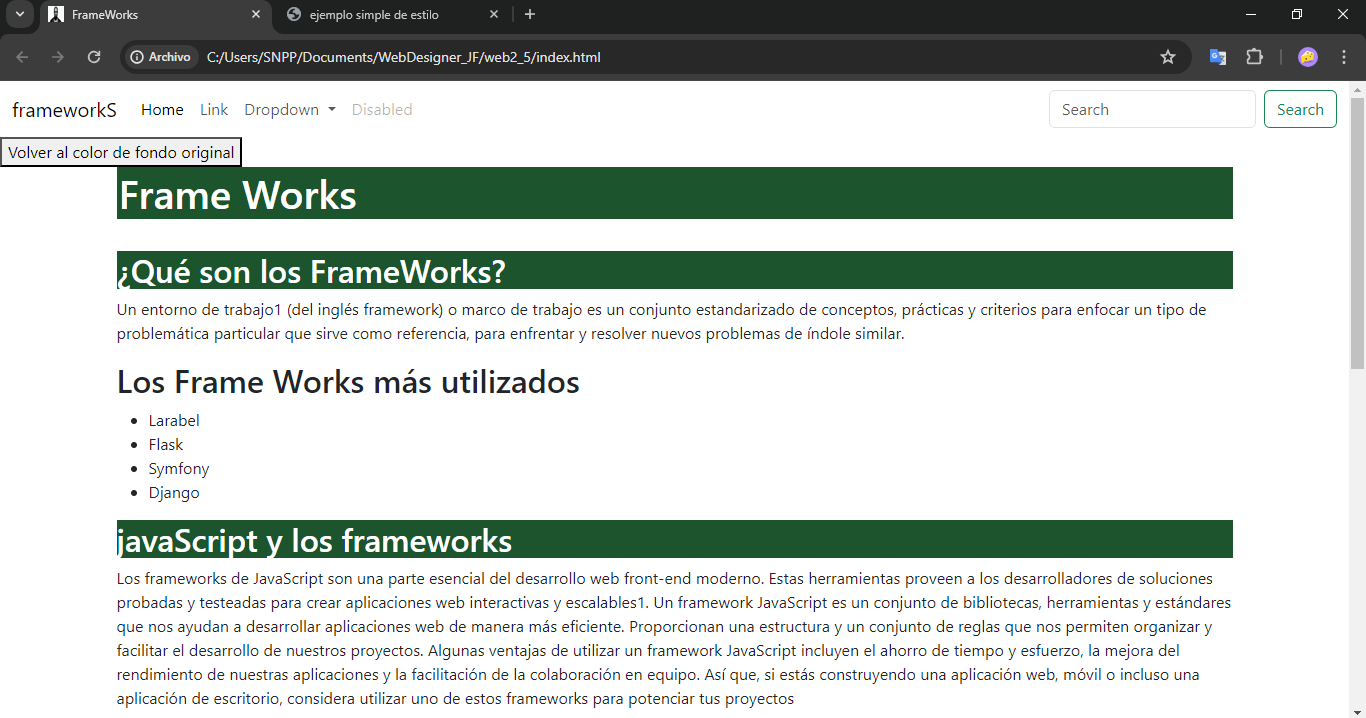 FrameWorks
ejemplo simple de estilo
Archivo C:/Users/SNPP/Documents/WebDesigner_JF/web2_5/index.html
frameworkS Home Link Dropdown Disabled Search Search
Volver al color de fondo original
Frame Works
¿Qué son los FrameWorks?
Un entorno de trabajo1 (del inglés framework) o marco de trabajo es un conjunto estandarizado de conceptos, prácticas y criterios para enfocar un tipo de
problemática particular que sirve como referencia, para enfrentar y resolver nuevos problemas de índole similar.
Los Frame Works más utilizados
Larabel
Flask
Symfony
Django
javaScript y los frameworks
Los frameworks de JavaScript son una parte esencial del desarrollo web front-end moderno. Estas herramientas proveen a los desarrolladores de soluciones
probadas y testeadas para crear aplicaciones web interactivas y escalables1. Un framework JavaScript es un conjunto de bibliotecas, herramientas y estándares
que nos ayudan a desarrollar aplicaciones web de manera más eficiente. Proporcionan una estructura y un conjunto de reglas que nos permiten organizar y
facilitar el desarrollo de nuestros proyectos. Algunas ventajas de utilizar un framework JavaScript incluyen el ahorro de tiempo y esfuerzo, la mejora del
rendimiento de nuestras aplicaciones y la facilitación de la colaboración en equipo. Así que, si estás construyendo una aplicación web, móvil o incluso una
aplicación de escritorio, considera utilizar uno de estos frameworks para potenciar tus proyectos